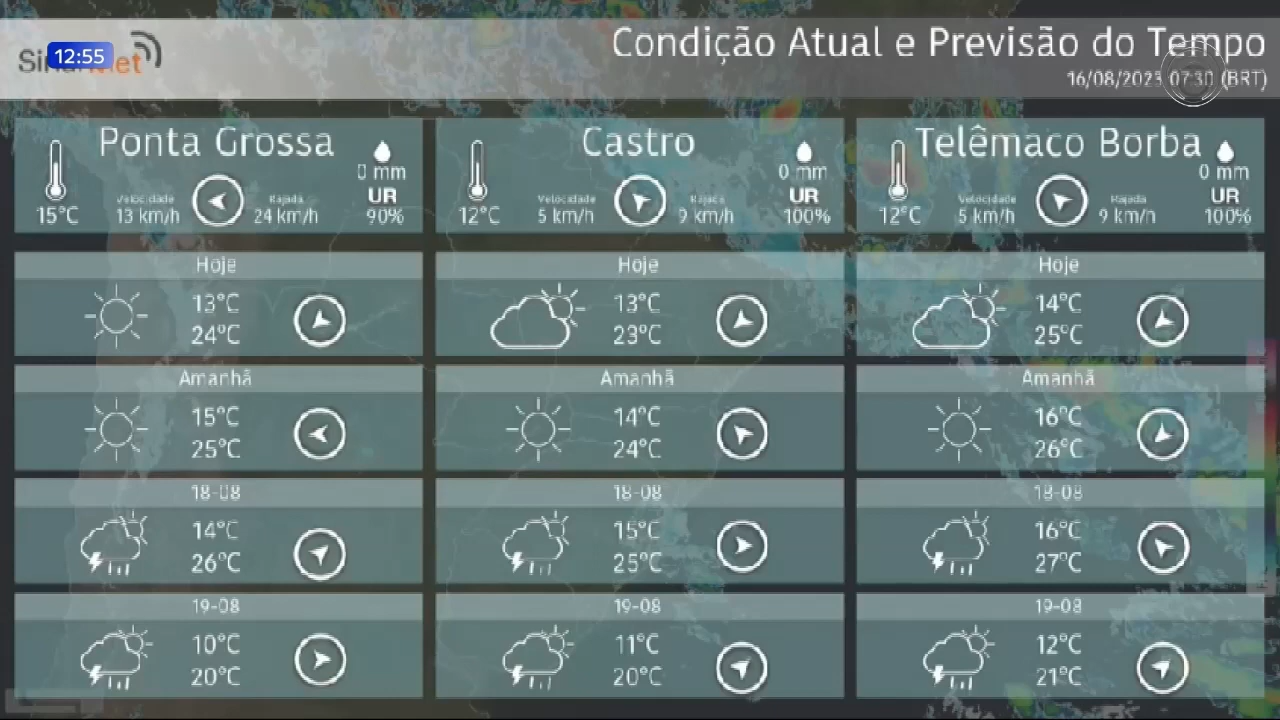 12:55
Condição Atual e Previsão do Tempo
16/08/2023 07:30 (BRT)
Ponta Grossa
15°C
Velocidade
13 km/h
Rajada
24 km/h
0 mm
UR
90%
Castro
12°C
Velocidade
5 km/h
Rajada
9 km/h
0 mm
UR
100%
Telêmaco Borba
12°C
Velocidade
5 km/h
Rajada
9 km/h
0 mm
UR
100%
Hoje
13°C
24°C
Hoje
13°C
23°C
Hoje
14°C
25°C
Amanhã
15°C
25°C
Amanhã
14°C
24°C
Amanhã
16°C
26°C
18-08
14°C
26°C
18-08
15°C
25°C
18-08
16°C
27°C
19-08
10°C
20°C
19-08
11°C
20°C
19-08
12°C
21°C